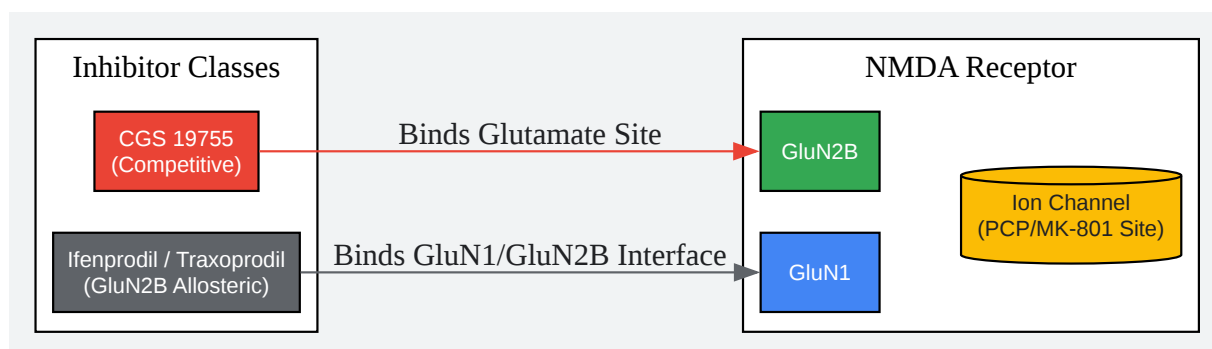 Inhibitor Classes
NMDA Receptor
CGS 19755
(Competitive)
Binds Glutamate Site
GluN2B
Ion Channel
(PCP/MK-801 Site)
Ifenprodil / Traxoprodil
(GluN2B Allosteric)
Binds GluN1/GluN2B Interface
GluN1